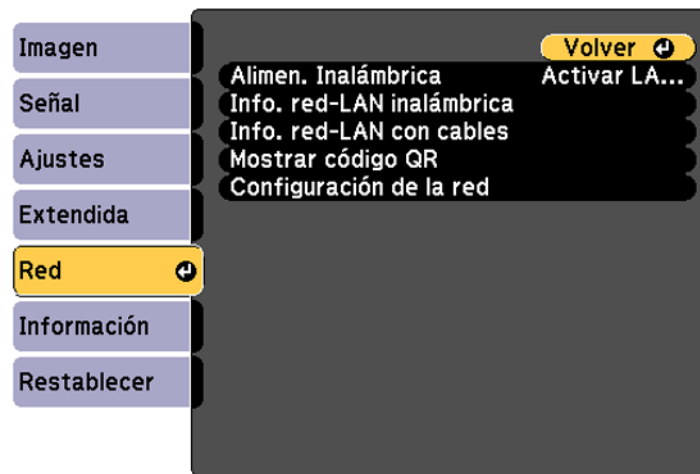 Imagen
Señal
Ajustes
Extendida
Red
Información
Restablecer
Volver
Alimen. Inalámbrica Activar LA...
Info. red-LAN inalámbrica
Info. red-LAN con cables
Mostrar código QR
Configuración de la red